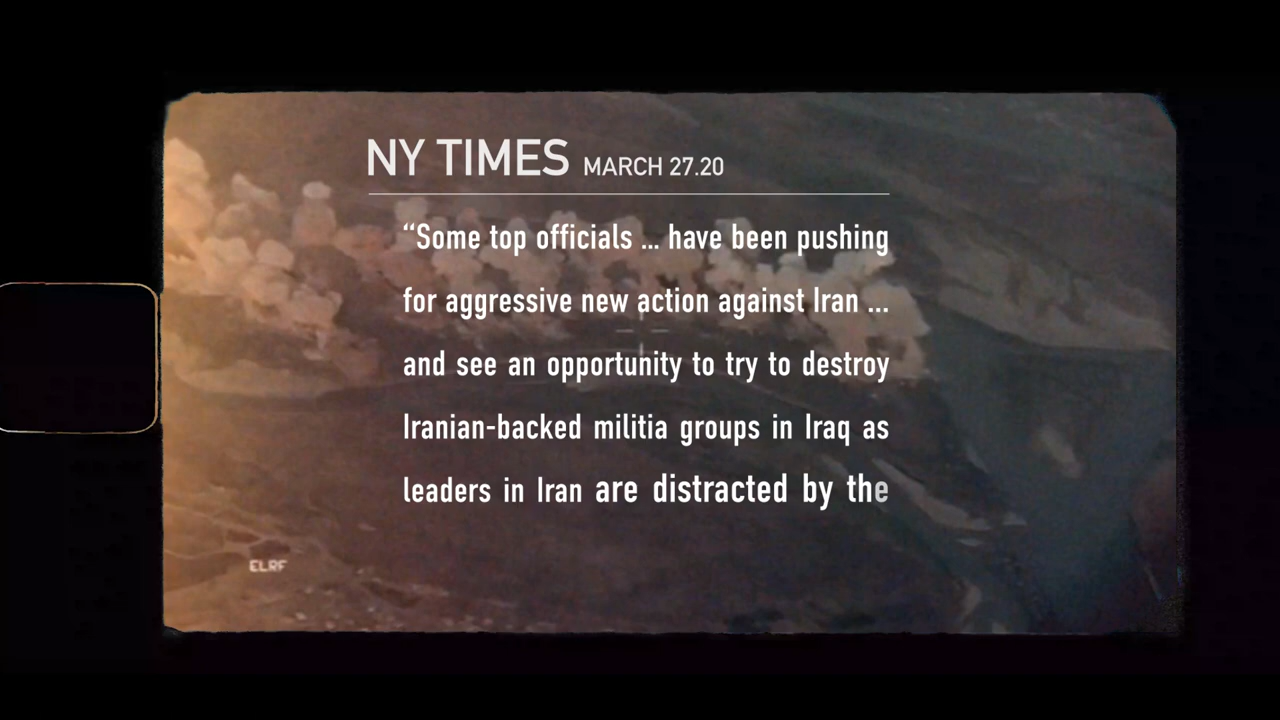 NY TIMES MARCH 27.20
“Some top officials ... have been pushing
for aggressive new action against Iran ...
and see an opportunity to try to destroy
Iranian-backed militia groups in Iraq as
leaders in Iran are distracted by the
ELRF